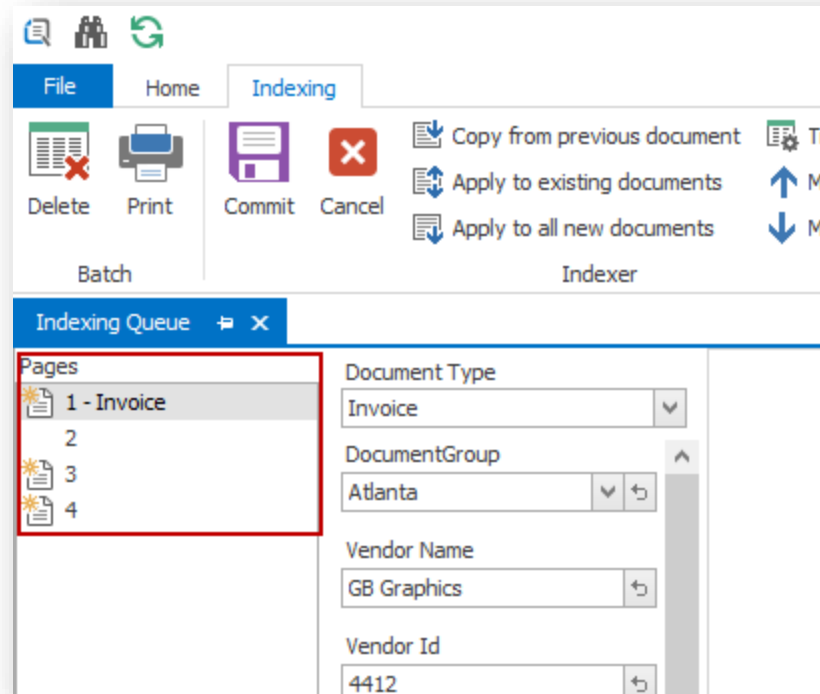 File Home Indexing
Copy from previous document
Apply to existing documents
Apply to all new documents
Delete Print Commit Cancel
Batch Indexer
Indexing Queue
Pages
1 - Invoice
2
3
4
Document Type
Invoice
DocumentGroup
Atlanta
Vendor Name
GB Graphics
Vendor Id
4412